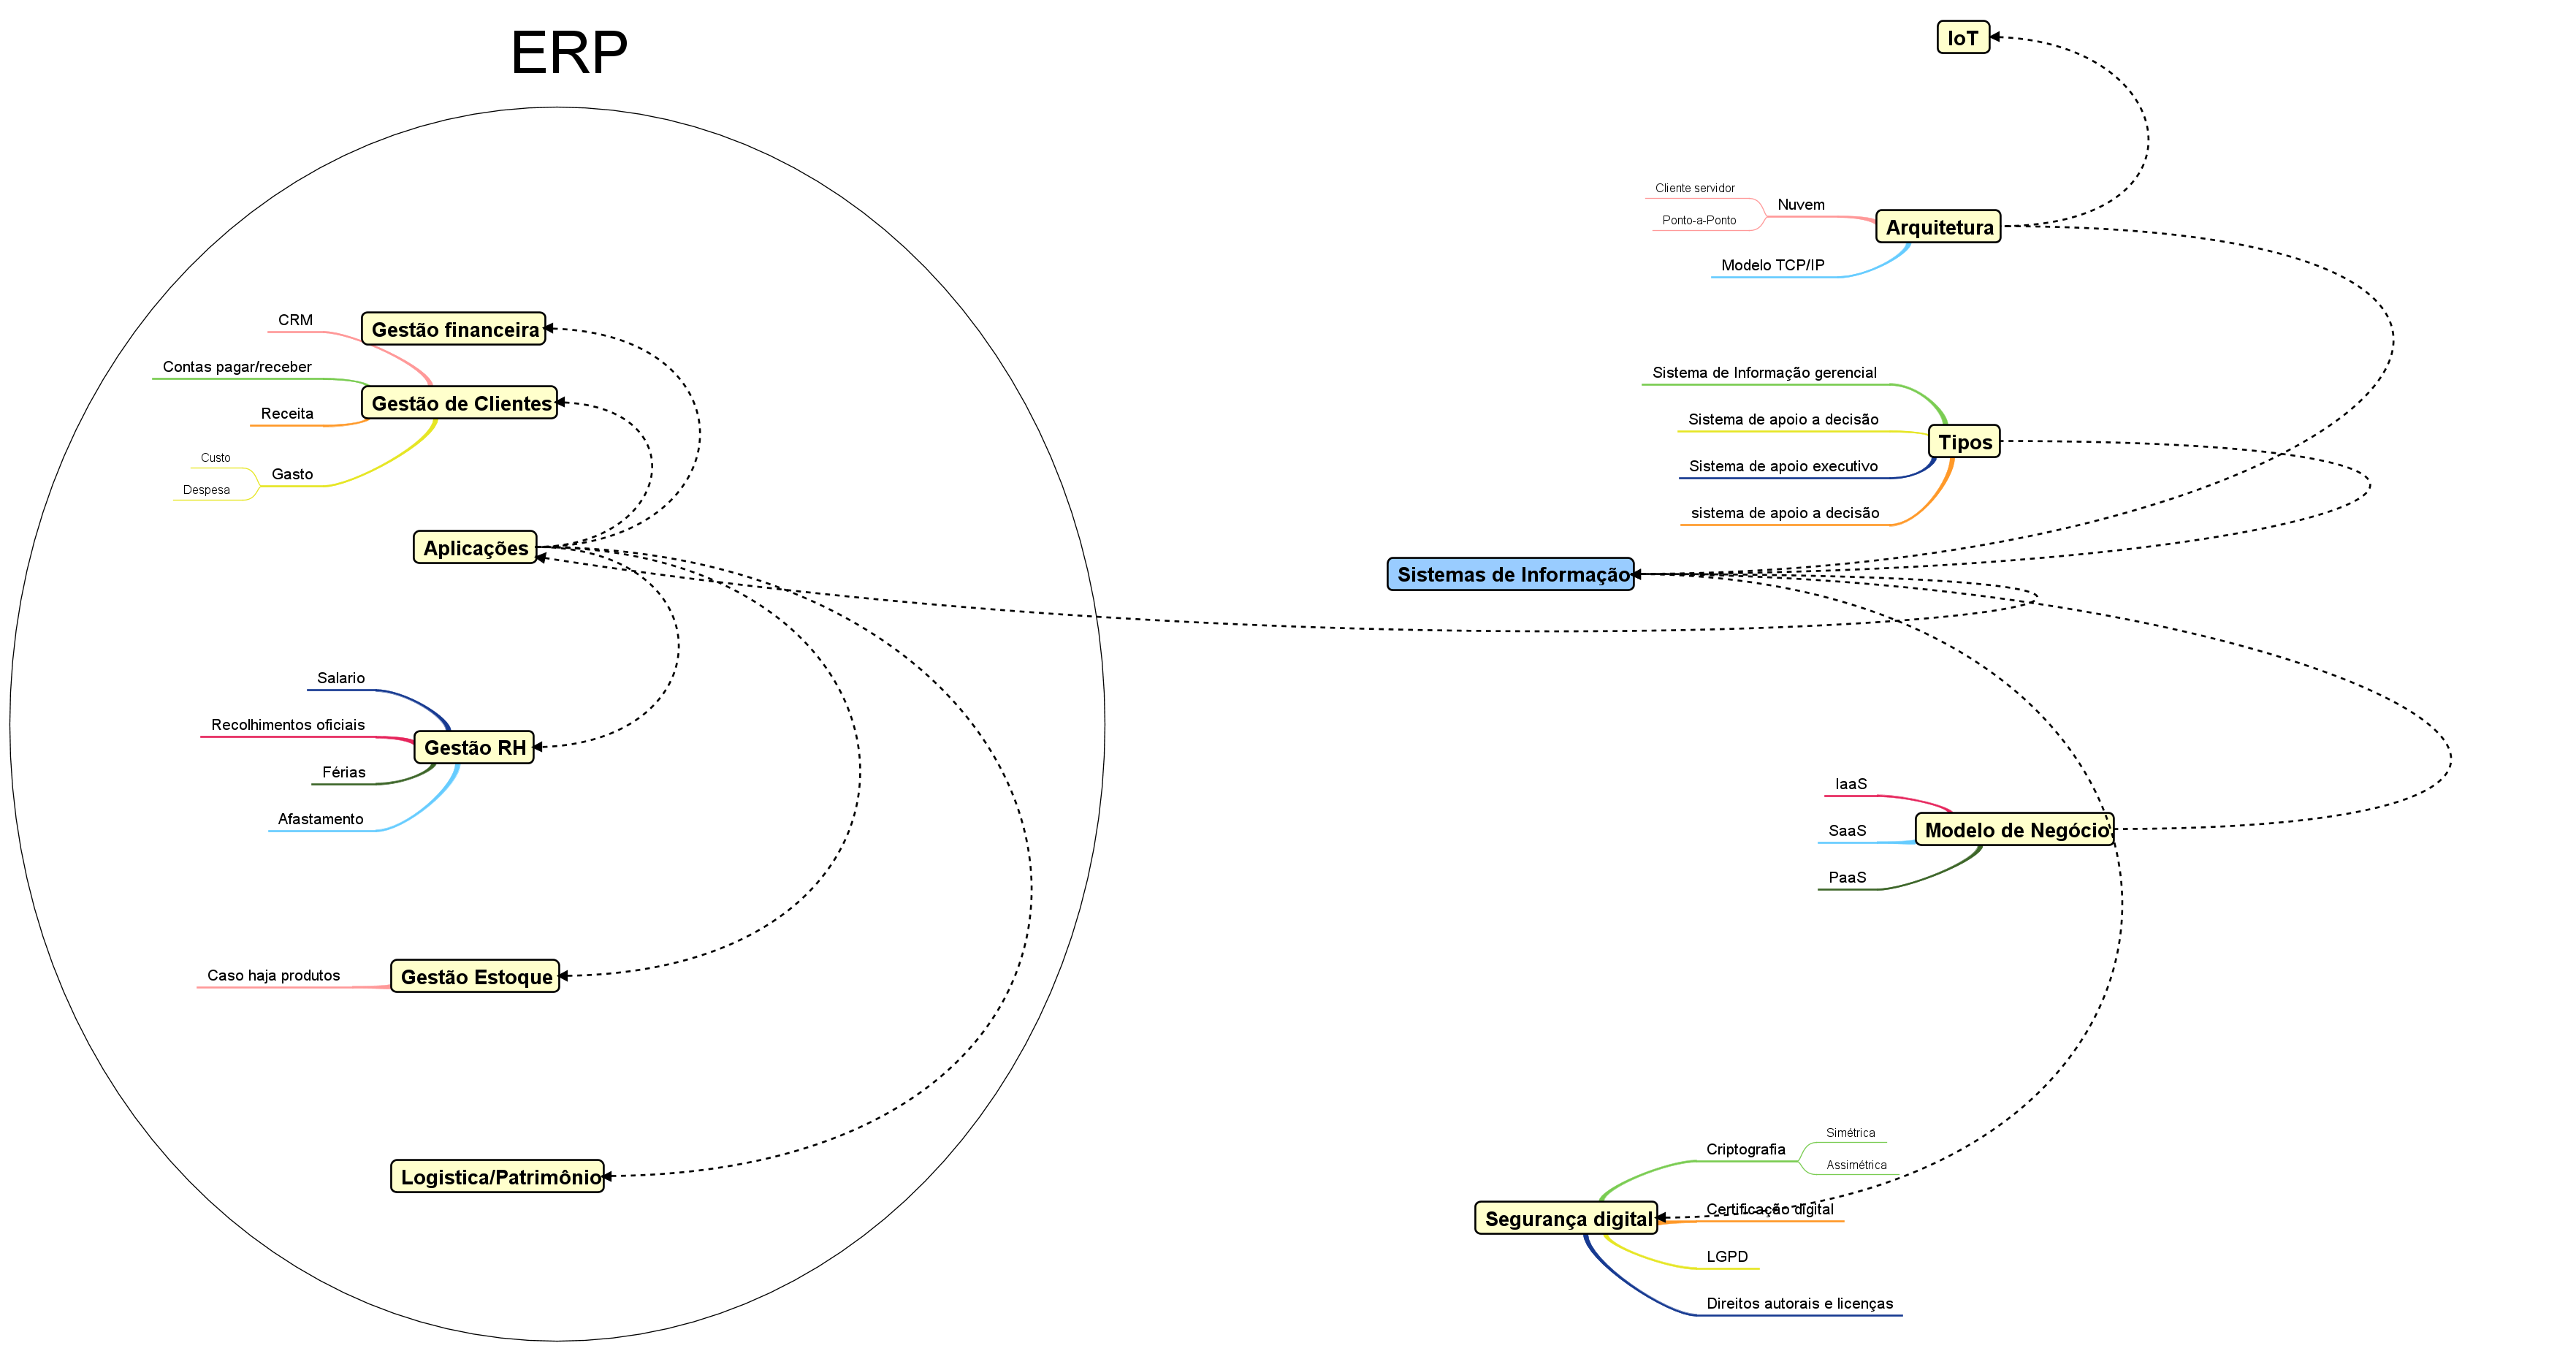 ERP
CRM
Gestão financeira
Contas pagar/receber
Gestão de Clientes
Receita
Custo
Gasto
Despesa
Aplicações
Salario
Recolhimentos oficiais
Gestão RH
Férias
Afastamento
Caso haja produtos
Gestão Estoque
Logistica/Patrimônio
IoT
Cliente servidor
Nuvem
Ponto-a-Ponto
Arquitetura
Modelo TCP/IP
Sistema de Informação gerencial
Sistema de apoio a decisão
Tipos
Sistema de apoio executivo
sistema de apoio a decisão
Sistemas de Informação
IaaS
SaaS
Modelo de Negócio
PaaS
Simétrica
Criptografia
Assimétrica
Certificação digital
Segurança digital
LGPD
Direitos autorais e licenças